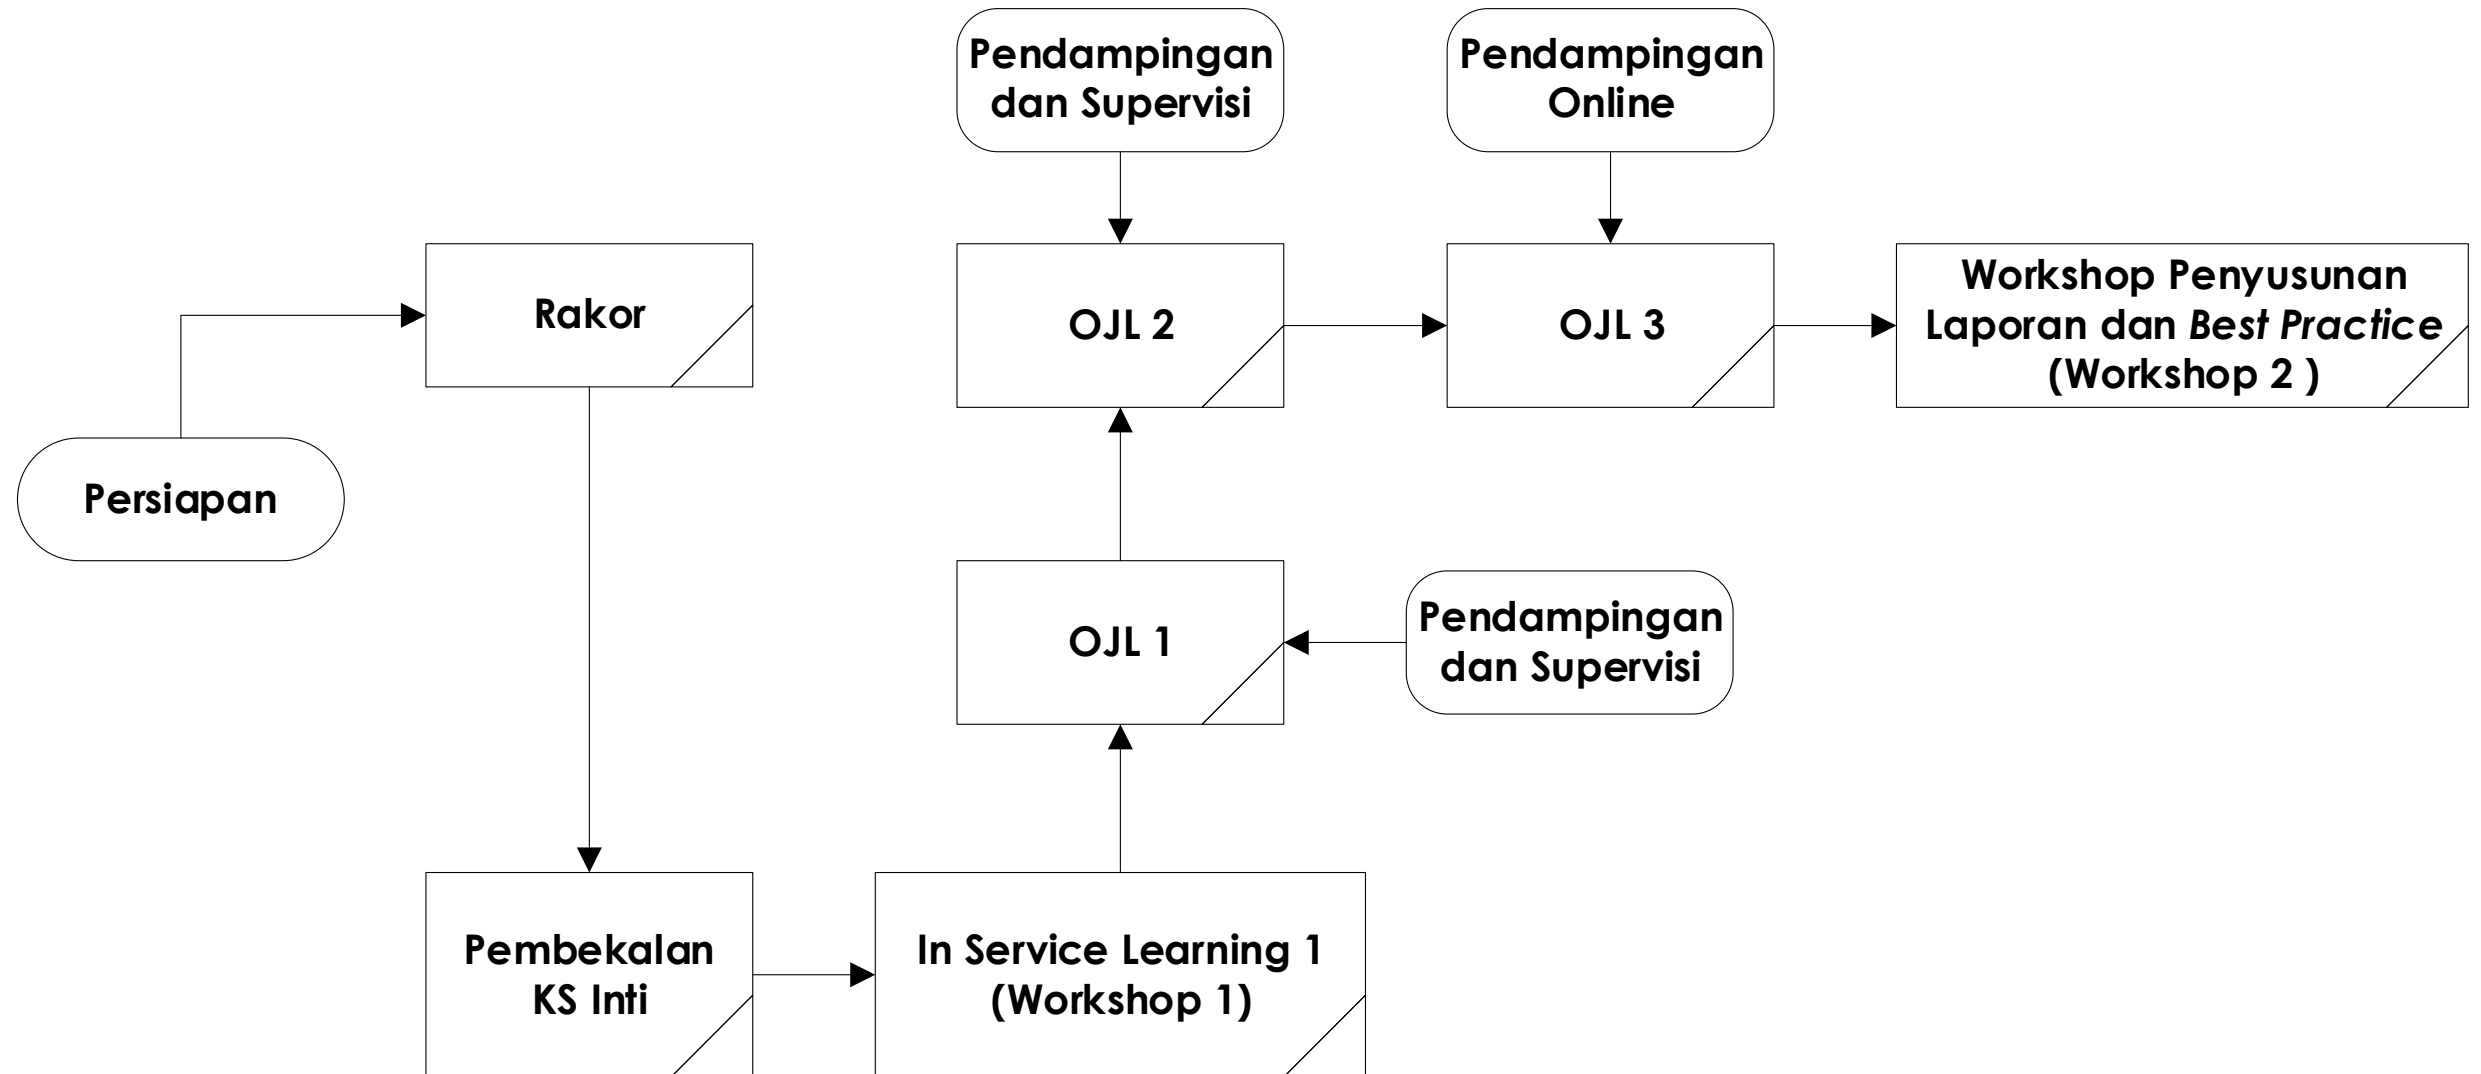 Pendampingan
dan Supervisi
Pendampingan
Online
Rakor
OJL 2
OJL 3
Workshop Penyusunan
Laporan dan Best Practice
(Workshop 2 )
Persiapan
OJL 1
Pendampingan
dan Supervisi
Pembekalan
KS Inti
In Service Learning 1
(Workshop 1)